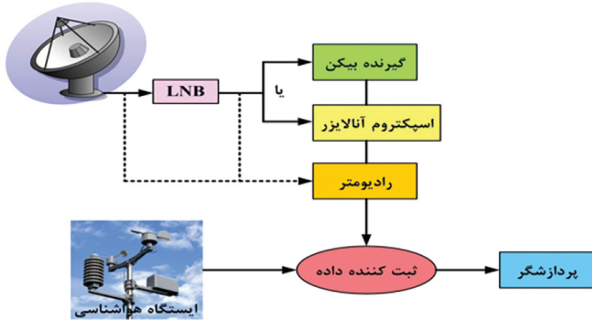 گیرنده بیکن
LNB
یا
اسپکتروم آنالایزر
رادیومتر
ایستگاه هواشناسی
ثبت کننده داده
پردازشگر